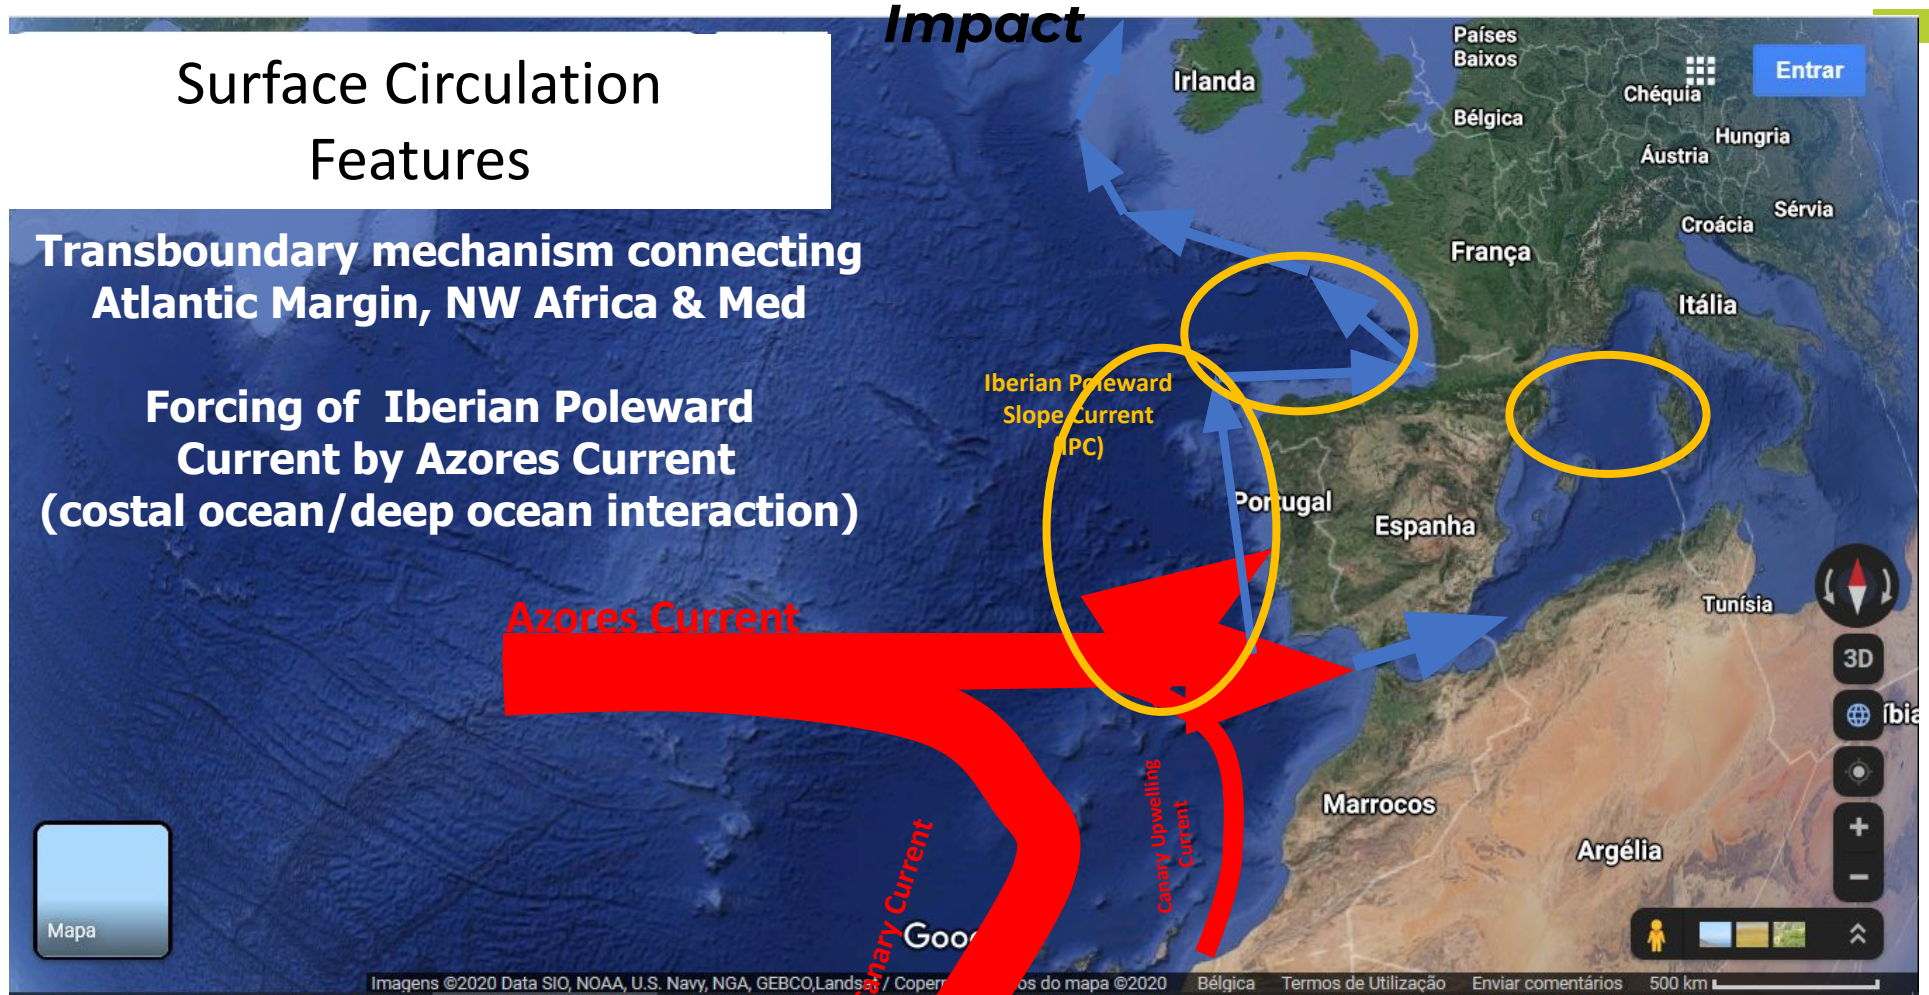 Impact
Surface Circulation
Features
Transboundary mechanism connecting
Atlantic Margin, NW Africa & Med
Forcing of Iberian Poleward
Current by Azores Current
(costal ocean/deep ocean interaction)
Irlanda
Países
Baixos
Entrar
Chéquia
Bélgica
Hungria
Áustria
Sérvia
Croácia
França
Itália
Iberian Poleward
Slope Current
(IPC)
Portugal
Espanha
Azores Current
Tunísia
3D
Canary Upwelling
Current
Marrocos
Argélia
Canary Current
Mapa
Imagens ©2020 Data SIO, NOAA, U.S. Navy, NGA, GEBCO, / do mapa ©2020 Bélgica Termos de Utilização Enviar comentários 500 km